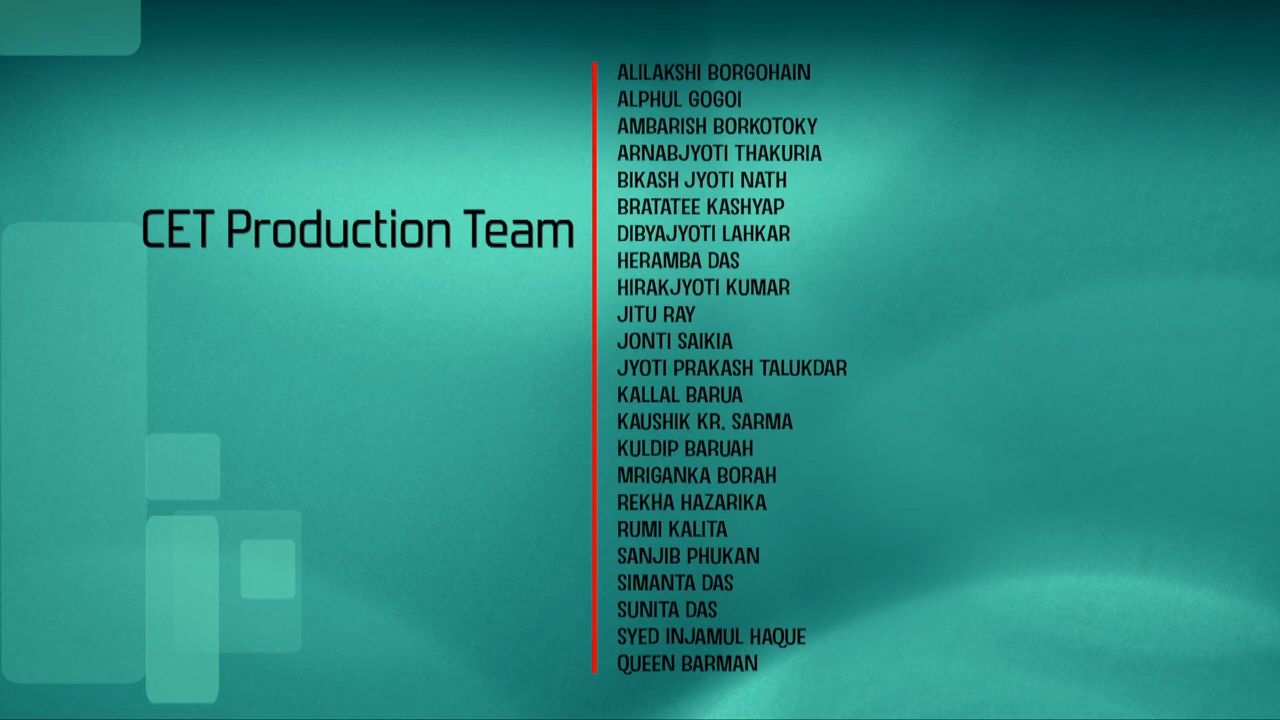 CET Production Team
ALILAKSHI BORGOHAIN
ALPHUL GOGOI
AMBARISH BORKOTOKY
ARNABJYOTI THAKURIA
BIKASH JYOTI NATH
BRATATEE KASHYAP
DIBYAJYOTI LAHKAR
HERAMBA DAS
HIRAKJYOTI KUMAR
JITU RAY
JONTI SAIKIA
JYOTI PRAKASH TALUKDAR
KALLAL BARUA
KAUSHIK KR. SARMA
KULDIP BARUAH
MRIGANKA BORAH
REKHA HAZARIKA
RUMI KALITA
SANJIB PHUKAN
SIMANTA DAS
SUNITA DAS
SYED INJAMUL HAQUE
QUEEN BARMAN